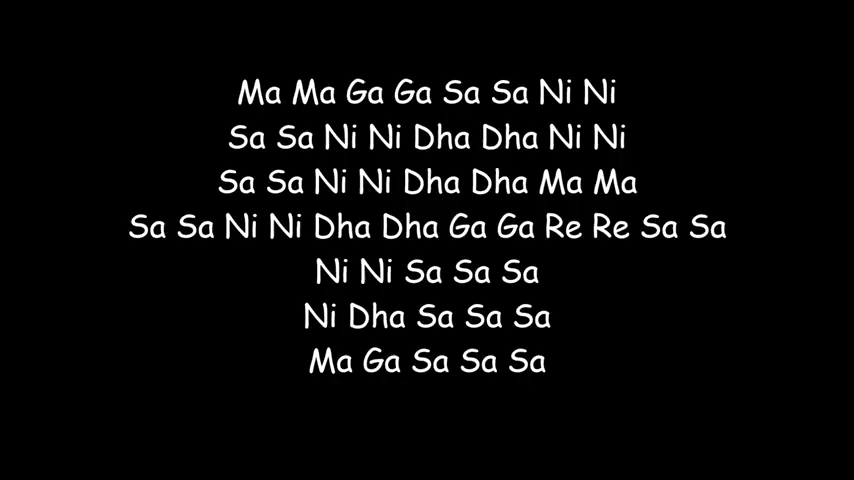 Ma Ma Ga Ga Sa Sa Ni Ni
Sa Sa Ni Ni Dha Dha Ni Ni
Sa Sa Ni Ni Dha Dha Ma Ma
Sa Sa Ni Ni Dha Dha Ga Ga Re Re Sa Sa
Ni Ni Sa Sa Sa
Ni Dha Sa Sa Sa
Ma Ga Sa Sa Sa